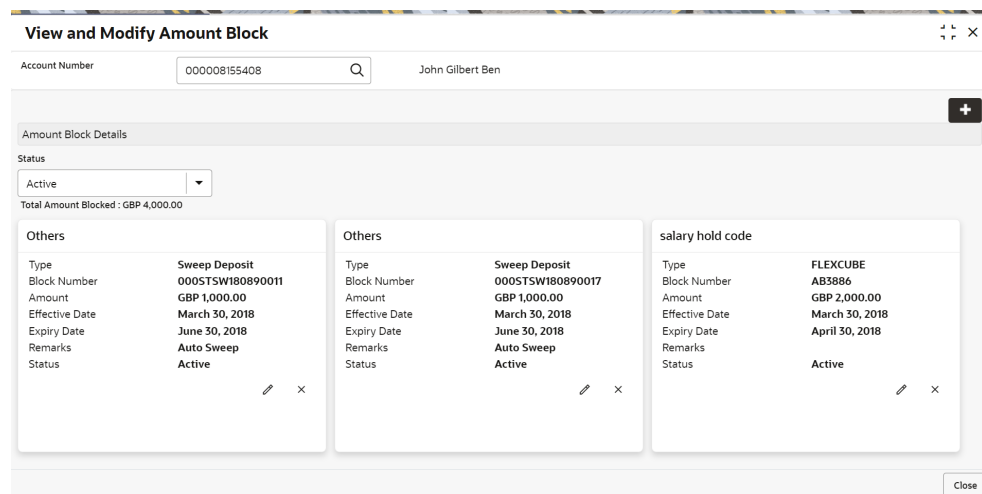 View and Modify Amount Block
Account Number 000008155408 John Gilbert Ben
Amount Block Details
Status
Active
Total Amount Blocked : GBP 4,000.00
Others
Type Sweep Deposit
Block Number 000STSW180890011
Amount GBP 1,000.00
Effective Date March 30, 2018
Expiry Date June 30, 2018
Remarks Auto Sweep
Status Active
Others
Type Sweep Deposit
Block Number 000STSW180890017
Amount GBP 1,000.00
Effective Date March 30, 2018
Expiry Date June 30, 2018
Remarks Auto Sweep
Status Active
salary hold code
Type FLEXCUBE
Block Number AB3886
Amount GBP 2,000.00
Effective Date March 30, 2018
Expiry Date April 30, 2018
Remarks
Status Active
Close